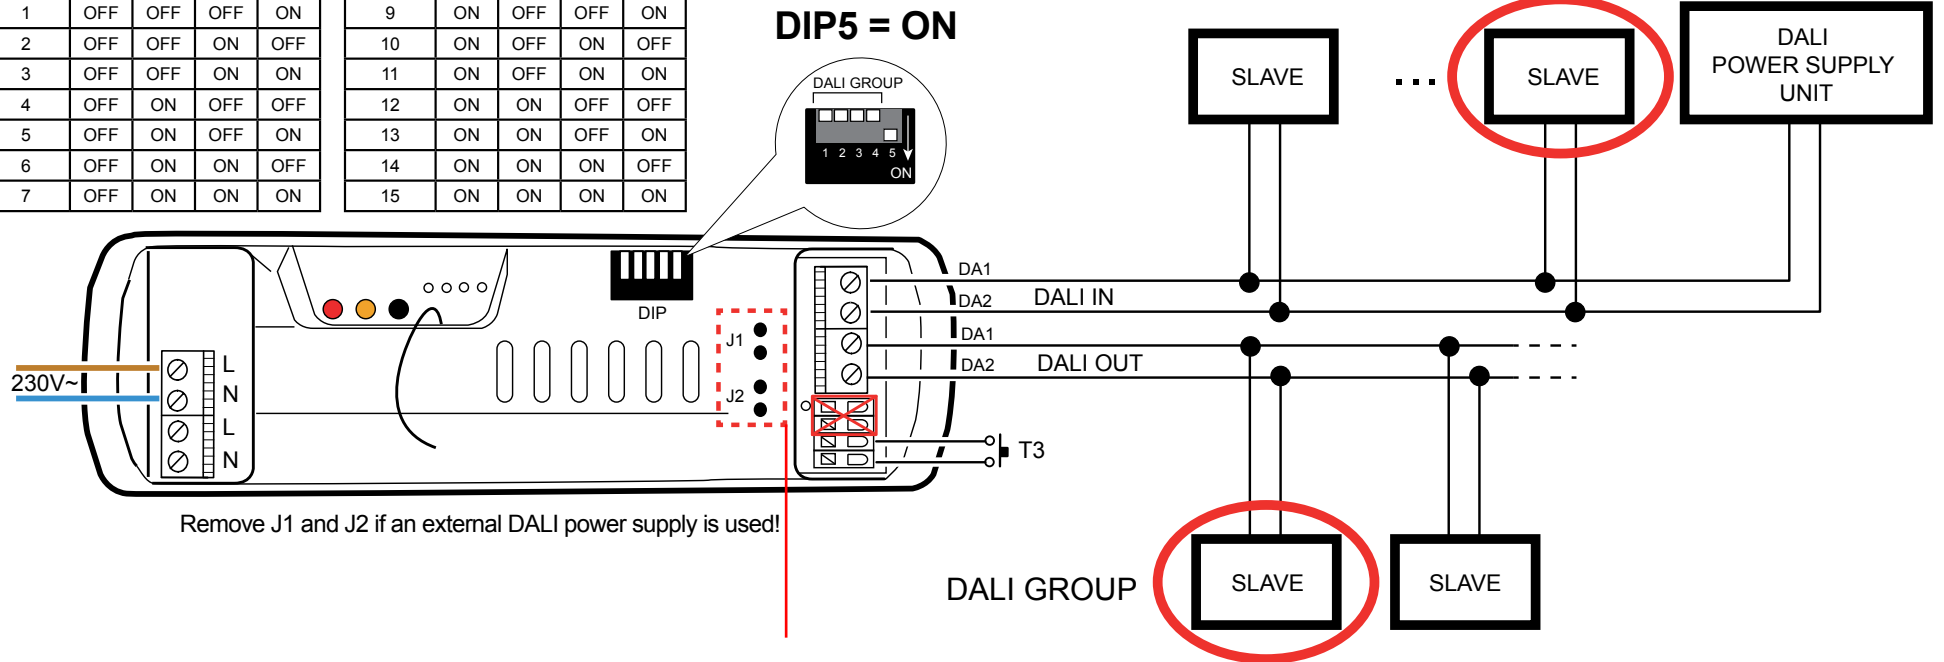 1 OFF OFF OFF ON 9 ON OFF OFF ON
2 OFF OFF ON OFF 10 ON OFF ON OFF
3 OFF OFF ON ON 11 ON OFF ON ON
4 OFF ON OFF OFF 12 ON ON OFF OFF
5 OFF ON OFF ON 13 ON ON OFF ON
6 OFF ON ON OFF 14 ON ON ON OFF
7 OFF ON ON ON 15 ON ON ON ON
DIP5 = ON
DALI GROUP
1 2 3 4 5
ON
SLAVE
...
SLAVE
DALI
POWER SUPPLY
UNIT
DIP
J1
J2
230V~
L
N
L
N
DA1
DA2 DALI IN
DA1
DA2 DALI OUT
T3
Remove J1 and J2 if an external DALI power supply is used!
DALI GROUP
SLAVE
SLAVE